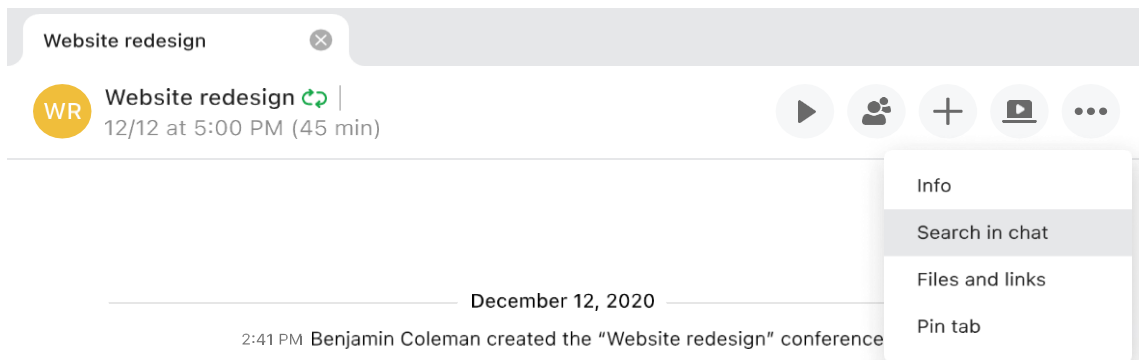 Website redesign
WR
Website redesign
12/12 at 5:00 PM (45 min)
Info
Search in chat
Files and links
Pin tab
December 12, 2020
2:41 PM Benjamin Coleman created the “Website redesign” conference